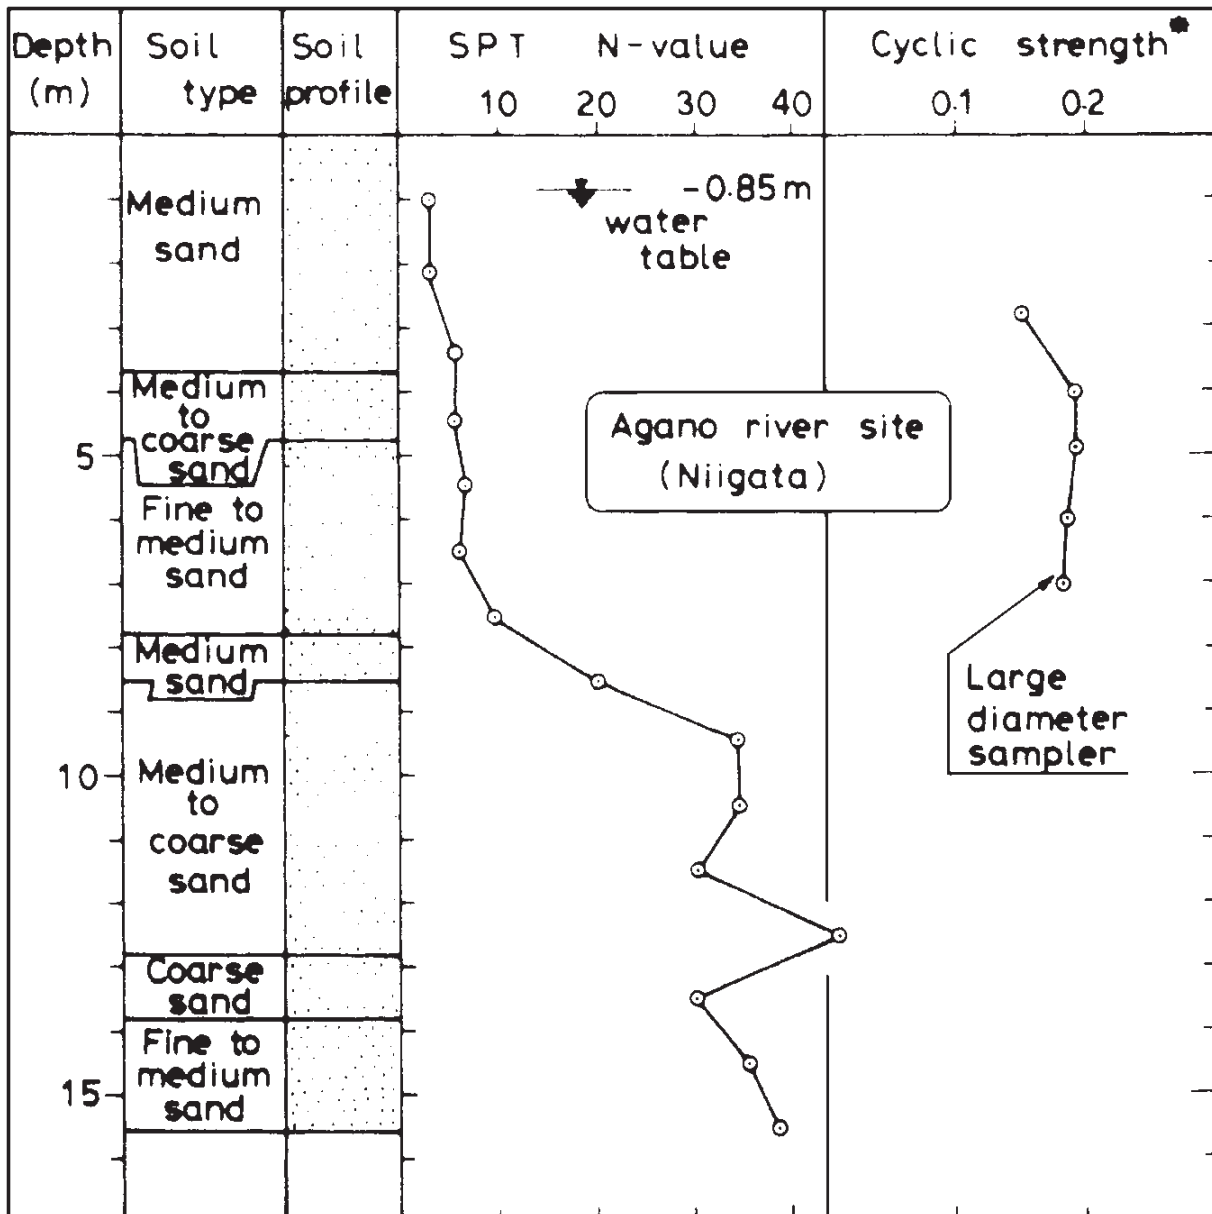 Depth
(m)
Soil
type
Soil
profile
SPT N-value
10 20 30 40
Cyclic strength*
0.1 0.2
-0.85m
water
table
Medium
sand
Medium
to
coarse
sand
5
Fine to
medium
sand
Agano river site
(Niigata)
Medium
sand
Large
diameter
sampler
10
Medium
to
coarse
sand
Coarse
sand
Fine to
medium
sand
15